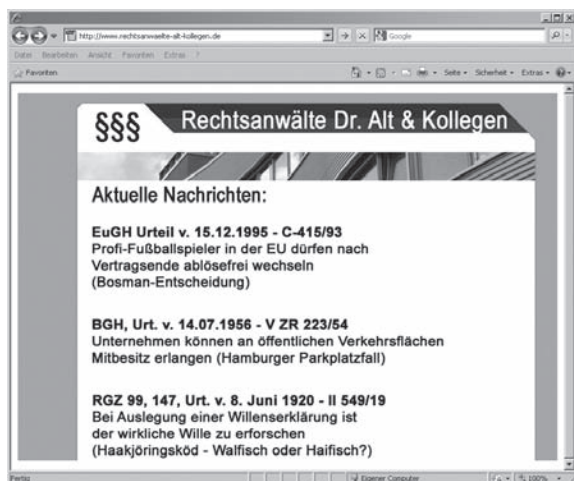 http://www.rechtsanwaelte-alt-kollegen.de
Google
Datei Bearbeiten Ansicht Favoriten Extras ?
Favoriten
Seite Sicherheit Extras
§§§
Rechtsanwälte Dr. Alt & Kollegen
Aktuelle Nachrichten:
EuGH Urteil v. 15.12.1995 - C-415/93
Profi-Fußballspieler in der EU dürfen nach
Vertragsende ablösefrei wechseln
(Bosman-Entscheidung)
BGH, Urt. v. 14.07.1956 - V ZR 223/54
Unternehmen können an öffentlichen Verkehrsflächen
Mitbesitz erlangen (Hamburger Parkplatzfall)
RGZ 99, 147, Urt. v. 8. Juni 1920 - II 549/19
Bei Auslegung einer Willenserklärung ist
der wirkliche Wille zu erforschen
(Haakjöringsköd - Walfisch oder Haifisch?)
Fertig
Eigener Computer
100%